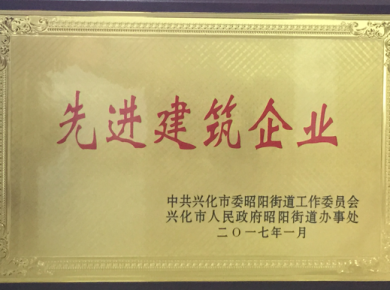 先进建筑企业
中共兴化市委昭阳街道工作委员会
兴化市人民政府昭阳街道办事处
二〇一七年一月